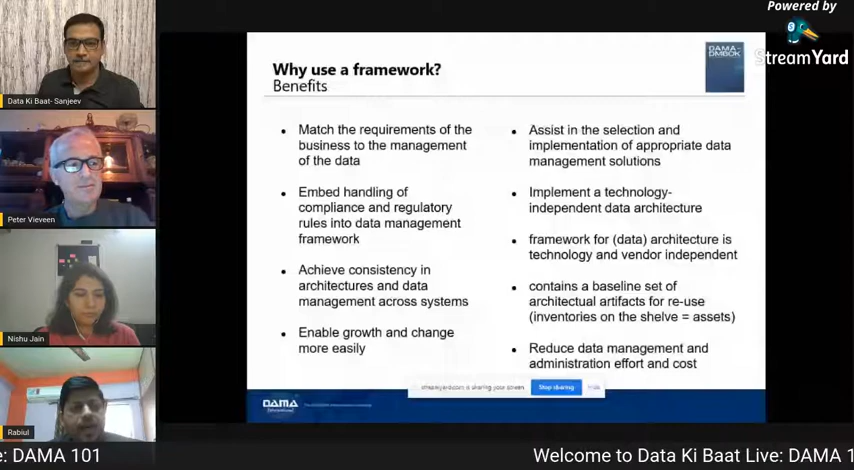 Powered by
StreamYard
Data Ki Baat- Sanjeev
Peter Vieveen
Nishu Jain
Rabiul
Why use a framework?
Benefits
DAMA-
DMBOK
• Match the requirements of the
business to the management
of the data
• Embed handling of
compliance and regulatory
rules into data management
framework
• Achieve consistency in
architectures and data
management across systems
• Enable growth and change
more easily
• Assist in the selection and
implementation of appropriate data
management solutions
• Implement a technology-
independent data architecture
• framework for (data) architecture is
technology and vendor independent
• contains a baseline set of
architectual artifacts for re-use
(inventories on the shelve = assets)
• Reduce data management and
administration effort and cost
streamyard.com is sharing your screen.
Stop sharing
Hide
DAMA
International
e: DAMA 101
Welcome to Data Ki Baat Live: DAMA 1